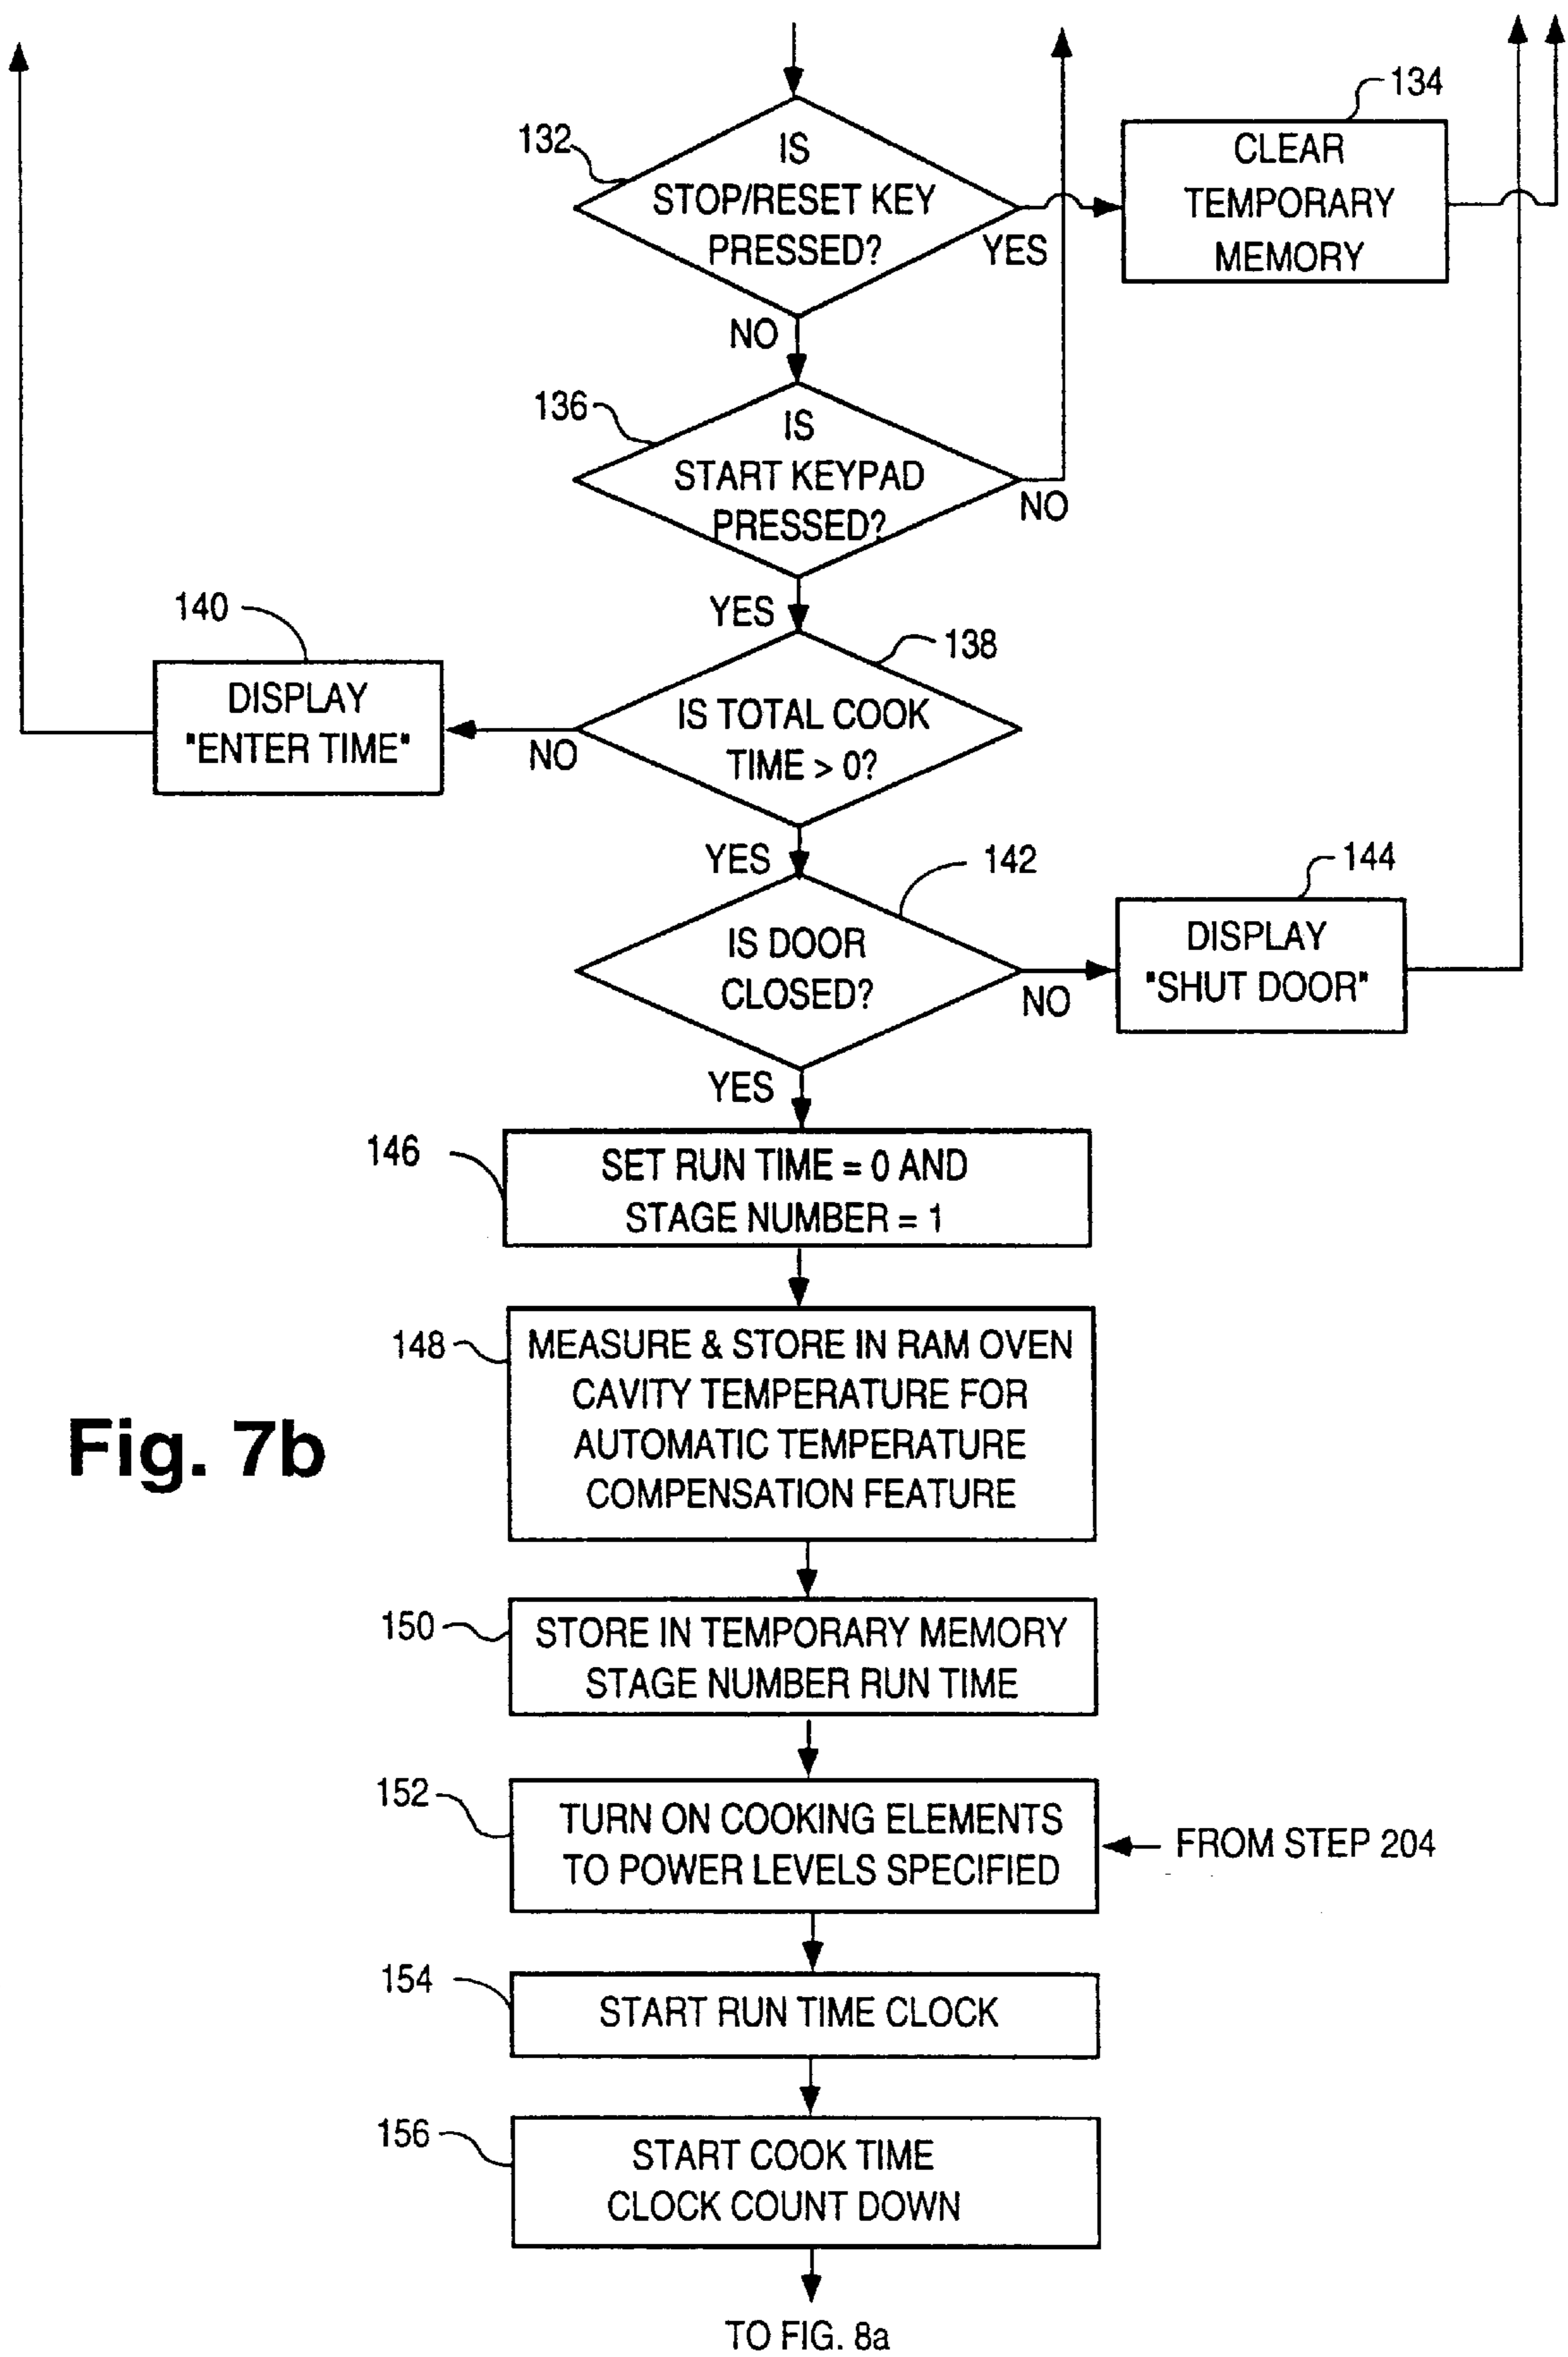 134
CLEAR
TEMPORARY
MEMORY
132
IS
STOP/RESET KEY
PRESSED?
YES
NO
136
IS
START KEYPAD
PRESSED?
NO
YES
140
DISPLAY
"ENTER TIME"
138
IS TOTAL COOK
TIME > 0?
NO
YES
142
IS DOOR
CLOSED?
NO
144
DISPLAY
"SHUT DOOR"
YES
146
SET RUN TIME = 0 AND
STAGE NUMBER = 1
148
MEASURE & STORE IN RAM OVEN
CAVITY TEMPERATURE FOR
AUTOMATIC TEMPERATURE
COMPENSATION FEATURE
Fig. 7b
150
STORE IN TEMPORARY MEMORY
STAGE NUMBER RUN TIME
152
TURN ON COOKING ELEMENTS
TO POWER LEVELS SPECIFIED
FROM STEP 204
154
START RUN TIME CLOCK
156
START COOK TIME
CLOCK COUNT DOWN
TO FIG. 8a